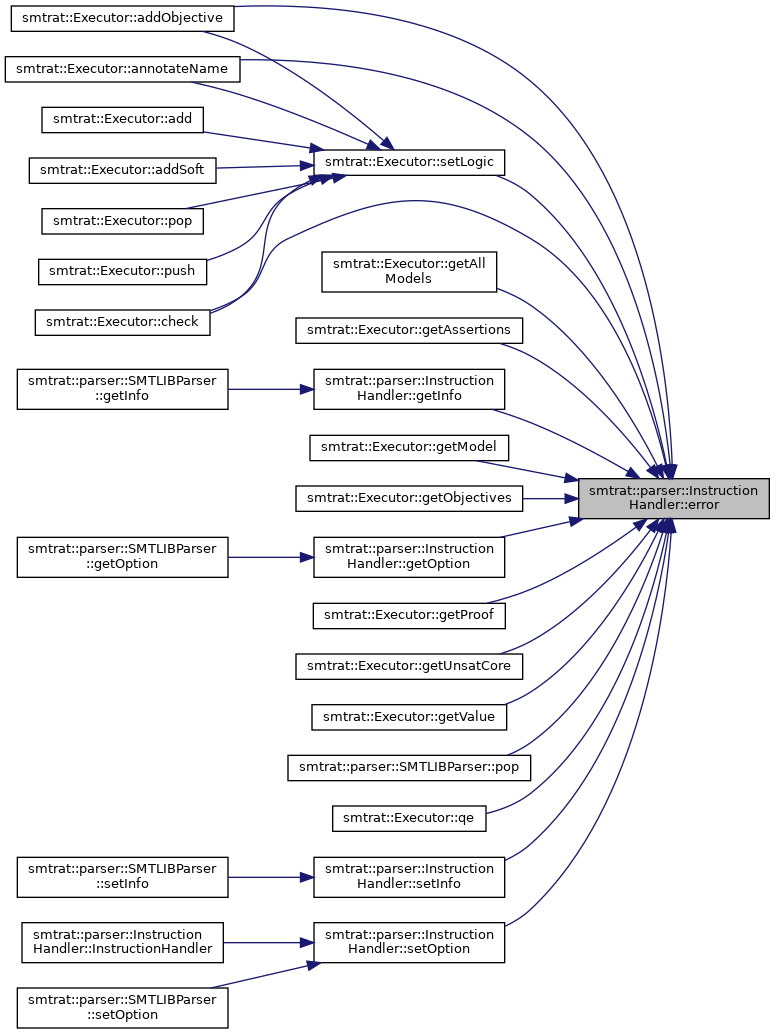 smtrat::Executor::addObjective
smtrat::Executor::annotateName
smtrat::Executor::add
smtrat::Executor::setLogic
smtrat::Executor::addSoft
smtrat::Executor::pop
smtrat::Executor::push
smtrat::Executor::check
smtrat::Executor::getAll
Models
smtrat::Executor::getAssertions
smtrat::parser::SMTLIBParser
::getInfo
smtrat::parser::Instruction
Handler::getInfo
smtrat::Executor::getModel
smtrat::parser::Instruction
Handler::error
smtrat::Executor::getObjectives
smtrat::parser::SMTLIBParser
::getOption
smtrat::parser::Instruction
Handler::getOption
smtrat::Executor::getProof
smtrat::Executor::getUnsatCore
smtrat::Executor::getValue
smtrat::parser::SMTLIBParser::pop
smtrat::Executor::qe
smtrat::parser::SMTLIBParser
::setInfo
smtrat::parser::Instruction
Handler::setInfo
smtrat::parser::Instruction
Handler::InstructionHandler
smtrat::parser::Instruction
Handler::setOption
smtrat::parser::SMTLIBParser
::setOption